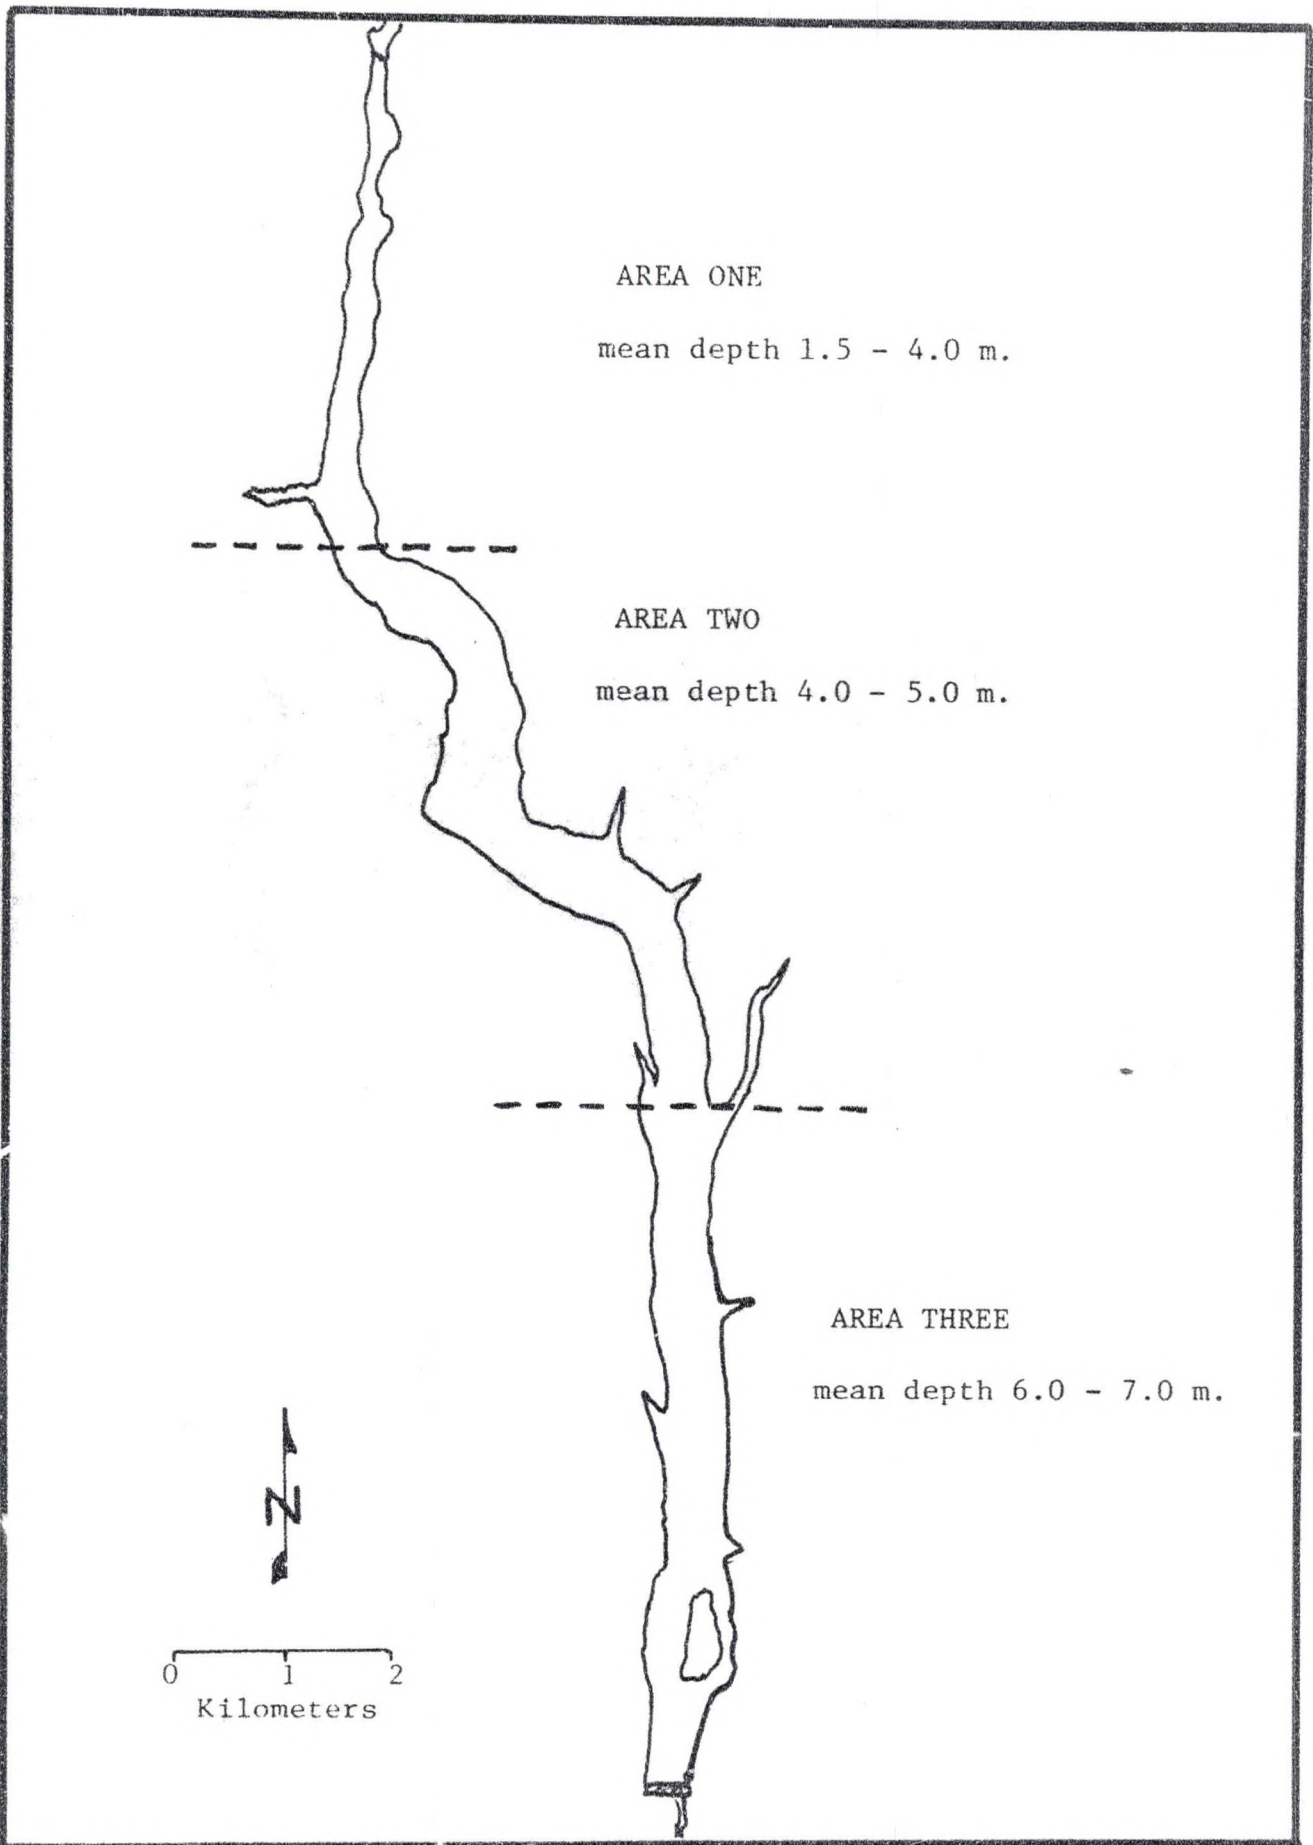 AREA ONE
mean depth 1.5 - 4.0 m.
AREA TWO
mean depth 4.0 - 5.0 m.
AREA THREE
mean depth 6.0 - 7.0 m.
N
0 1 2
Kilometers